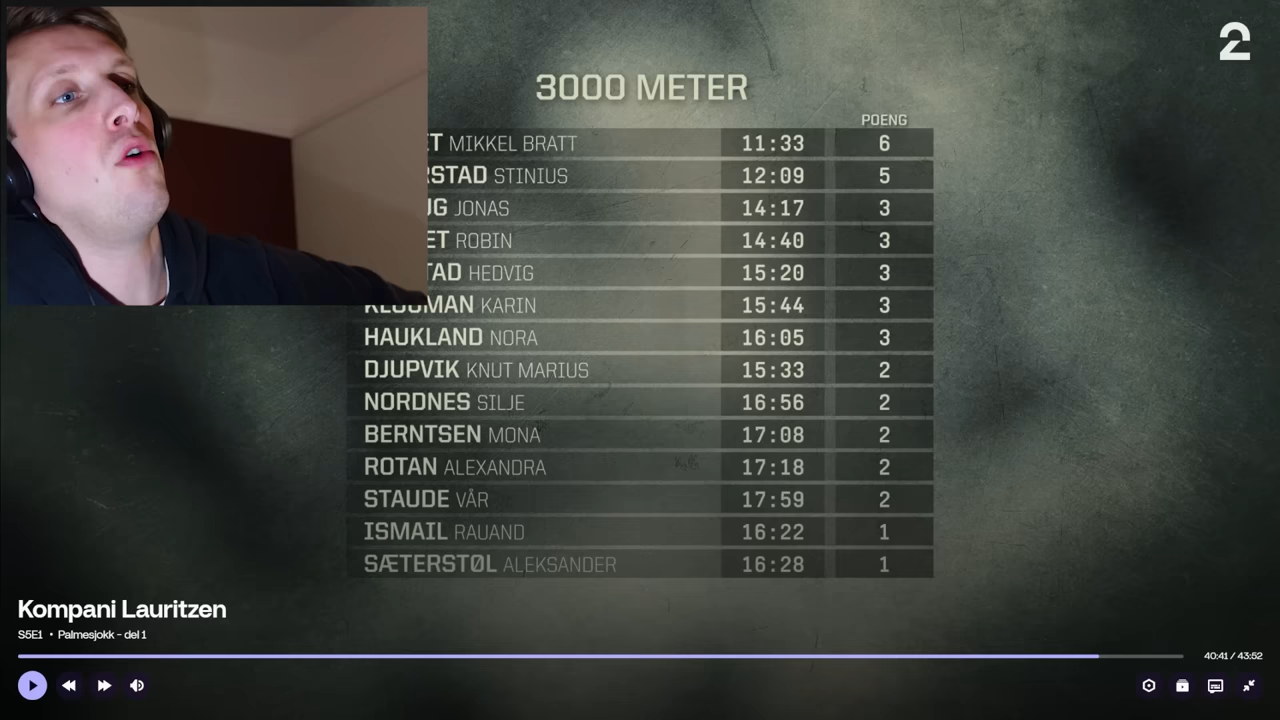 2
3000 METER
POENG
MIKKEL BRATT 11:33 6
STINIUS 12:09 5
JONAS 14:17 3
ROBIN 14:40 3
HEDVIG 15:20 3
KARIN 15:44 3
HAUKLAND NORA 16:05 3
DJUPVIK KNUT MARIUS 15:33 2
NORDNES SILJE 16:56 2
BERNTSEN MONA 17:08 2
ROTAN ALEXANDRA 17:18 2
STAUDE VÅR 17:59 2
ISMAIL RAUAND 16:22 1
SÆTERSTØL ALEKSANDER 16:28 1
Kompani Lauritzen
S5E1 • Palmesjokk - del 1
40:41 / 43:52